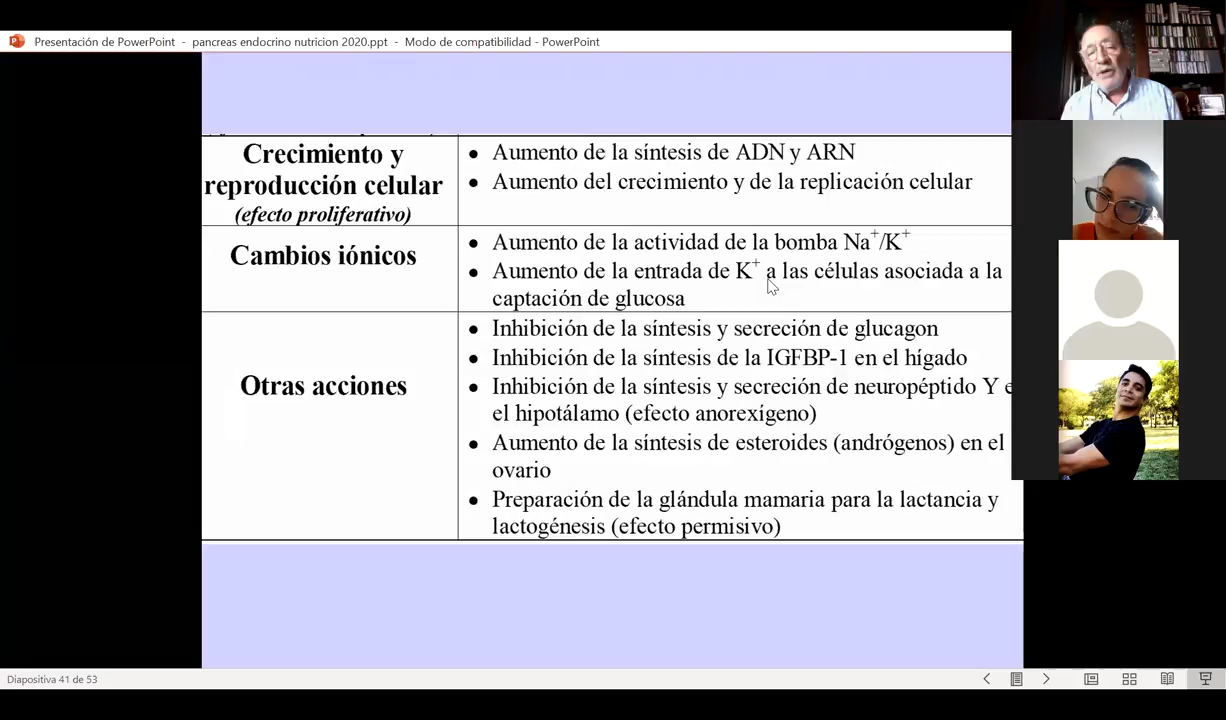 Presentación de PowerPoint - pancreas endocrino nutricion 2020.ppt - Modo de compatibilidad - PowerPoint
Crecimiento y
reproducción celular
(efecto proliferativo)
• Aumento de la síntesis de ADN y ARN
• Aumento del crecimiento y de la replicación celular
Cambios iónicos
• Aumento de la actividad de la bomba Na⁺/K⁺
• Aumento de la entrada de K⁺ a las células asociada a la
captación de glucosa
Otras acciones
• Inhibición de la síntesis y secreción de glucagon
• Inhibición de la síntesis de la IGFBP-1 en el hígado
• Inhibición de la síntesis y secreción de neuropéptido Y
el hipotálamo (efecto anorexígeno)
• Aumento de la síntesis de esteroides (andrógenos) en el
ovario
• Preparación de la glándula mamaria para la lactancia y
lactogénesis (efecto permisivo)
Diapositiva 41 de 53